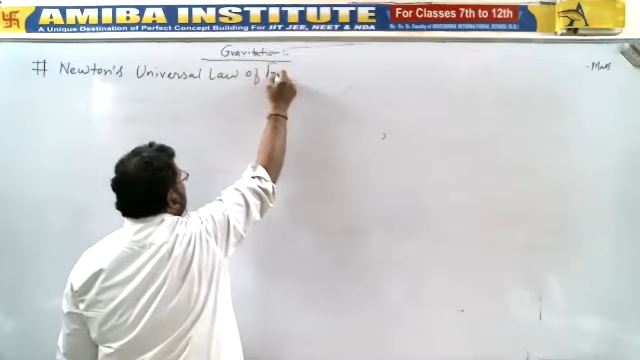 AMIBA INSTITUTE
A Unique Destination of Perfect Concept Building For IIT JEE, NEET & NDA
For Classes 7th to 12th
Gravitation:-
# Newton's Universal Law of
Mass